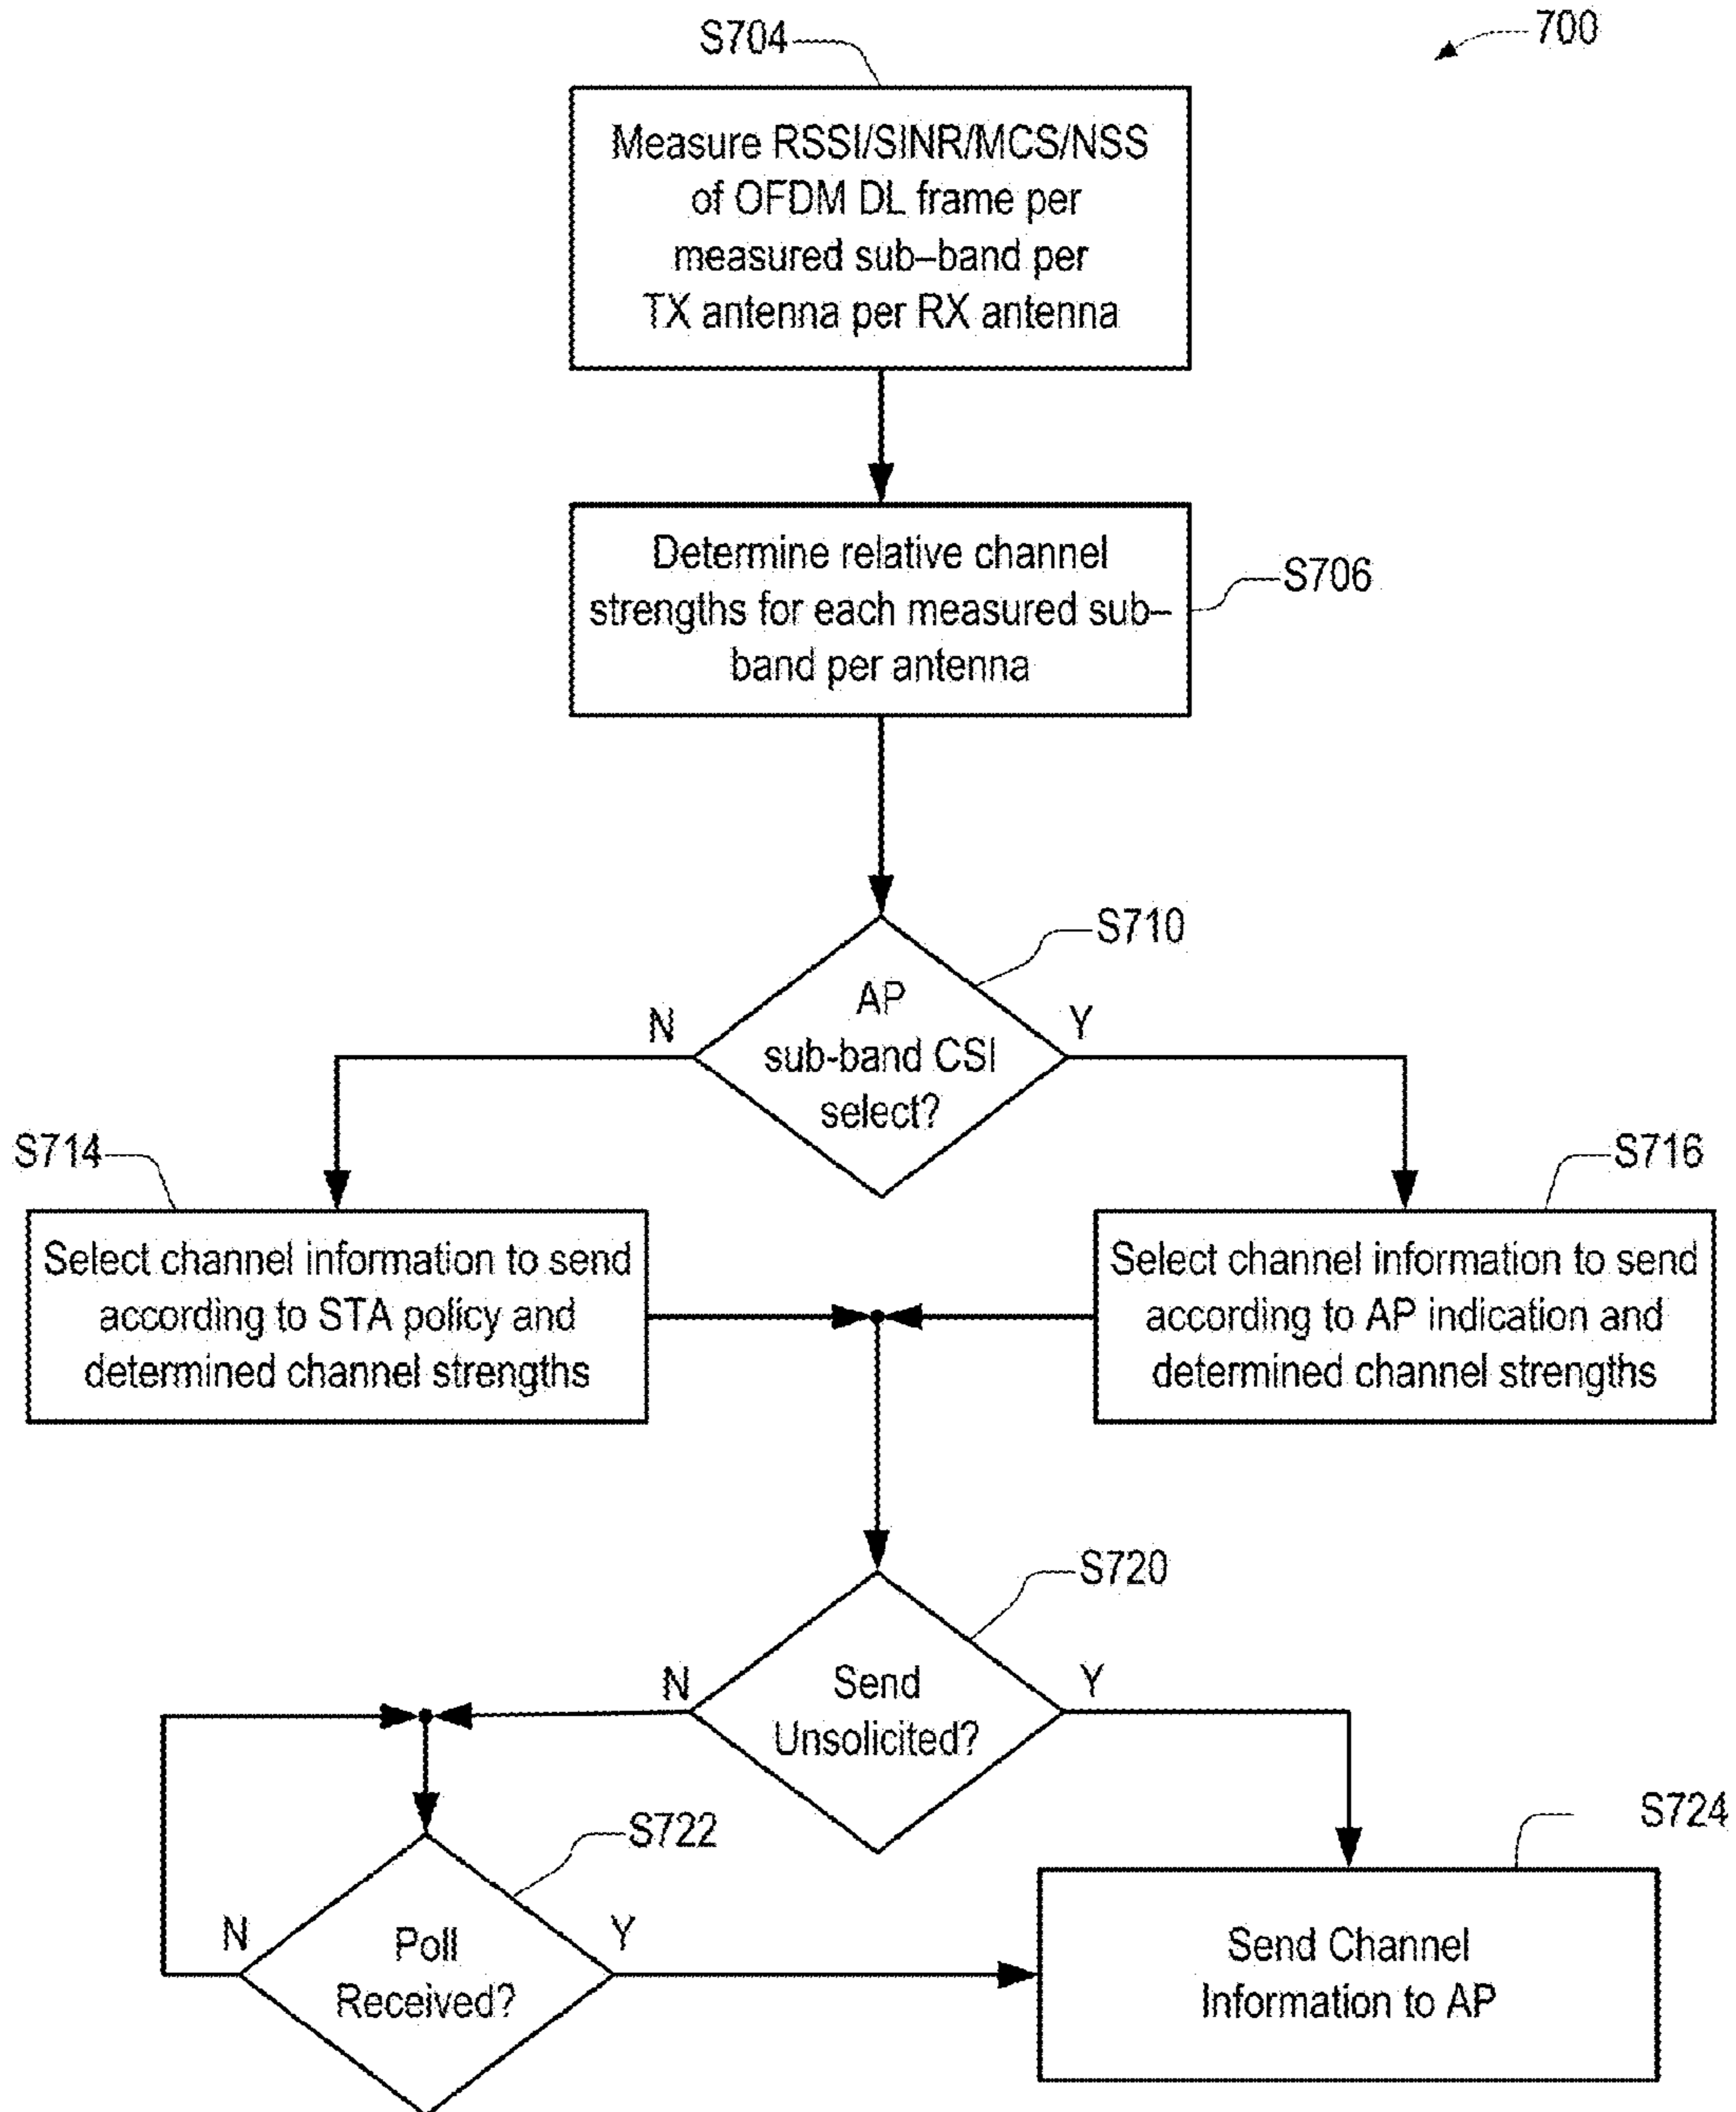 S704
700
Measure RSSI/SINR/MCS/NSS
of OFDM DL frame per
measured sub–band per
TX antenna per RX antenna
Determine relative channel
strengths for each measured sub–
band per antenna
S706
S710
AP
sub-band CSI
select?
N
Y
S714
S716
Select channel information to send
according to STA policy and
determined channel strengths
Select channel information to send
according to AP indication and
determined channel strengths
S720
Send
Unsolicited?
N
Y
S722
S724
Poll
Received?
N
Y
Send Channel
Information to AP